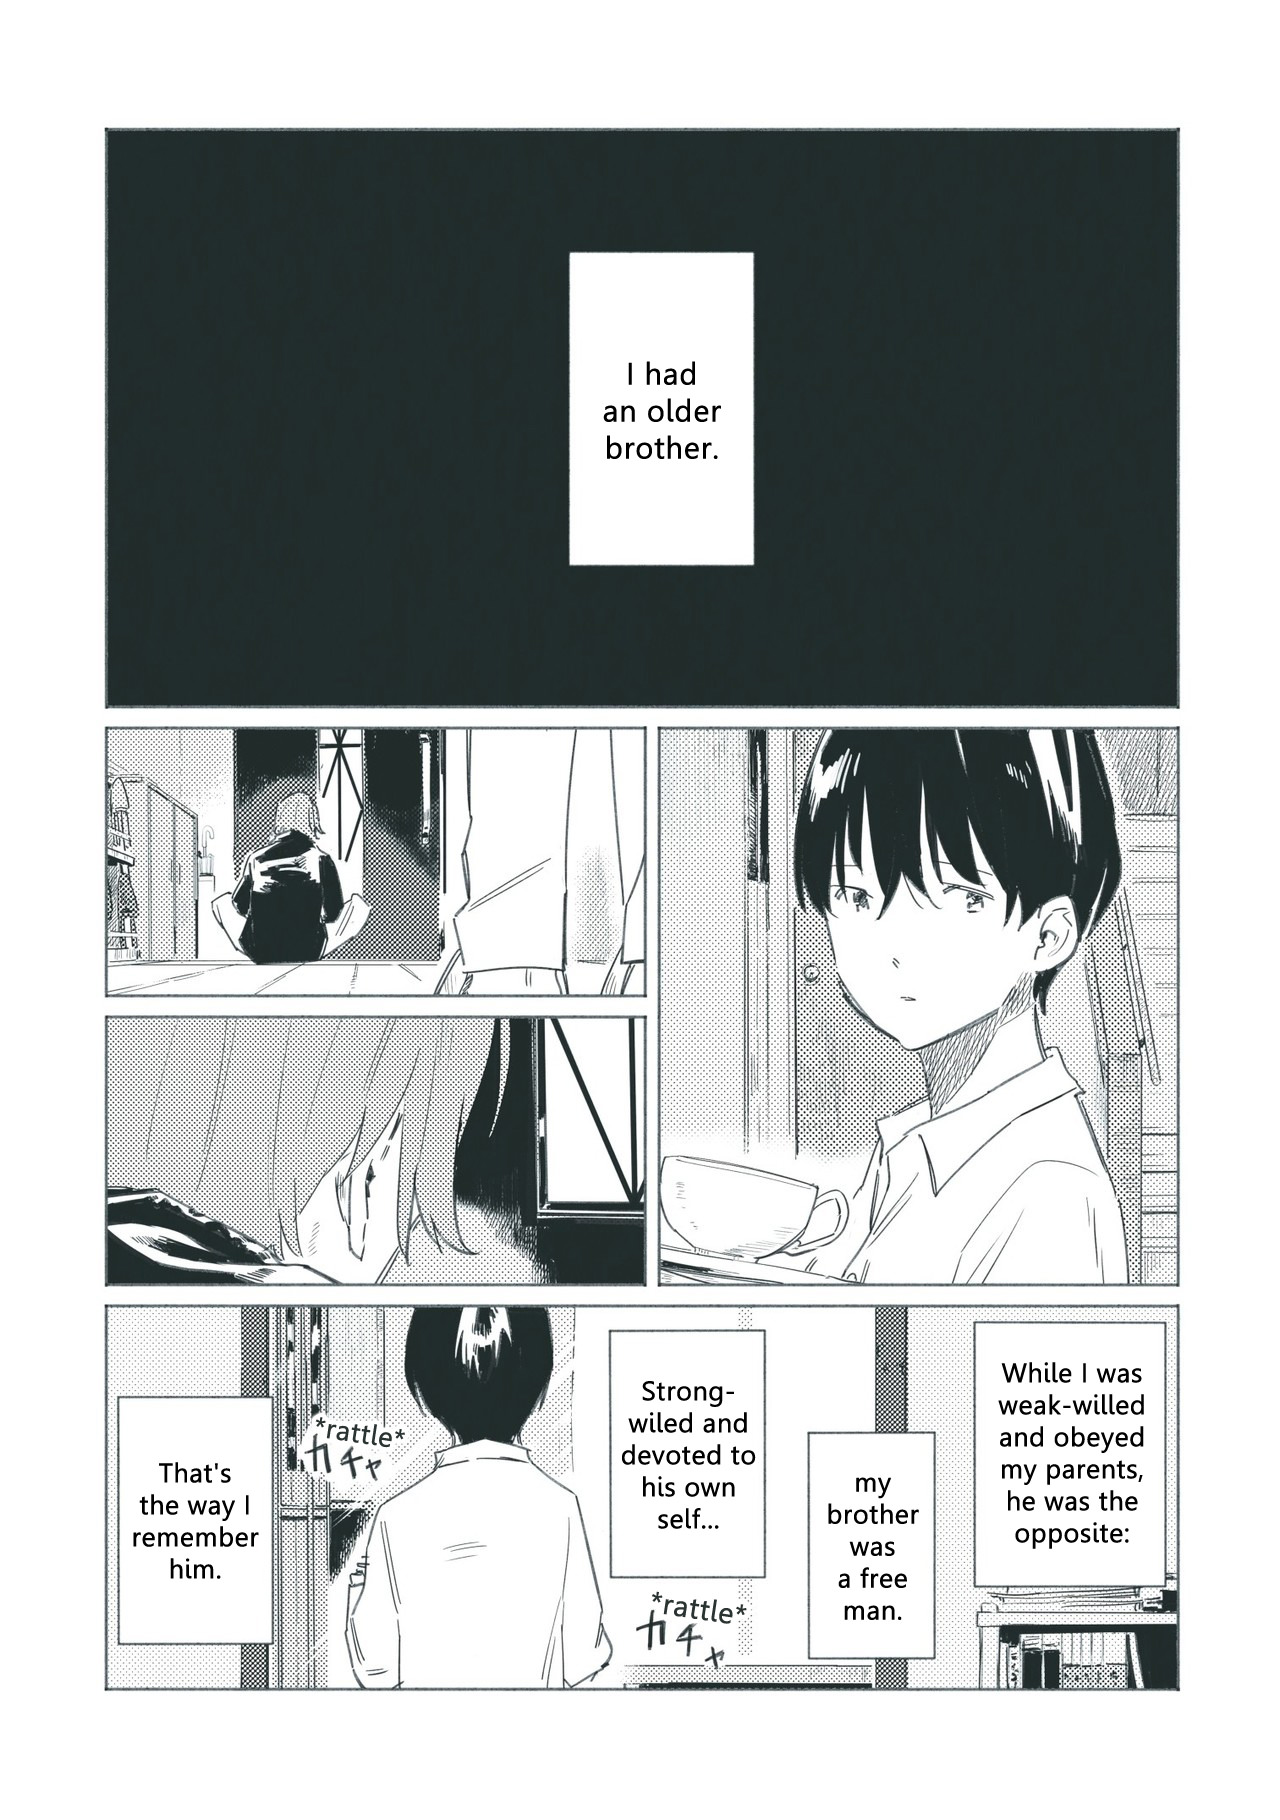 I had
an older
brother.
While I was
weak-willed
and obeyed
my parents,
he was the
opposite:
my
brother
was
a free
man.
Strong-
wiled and
devoted to
his own
self...
*rattle*
ガチャ
*rattle*
ガチャ
That's
the way I
remember
him.